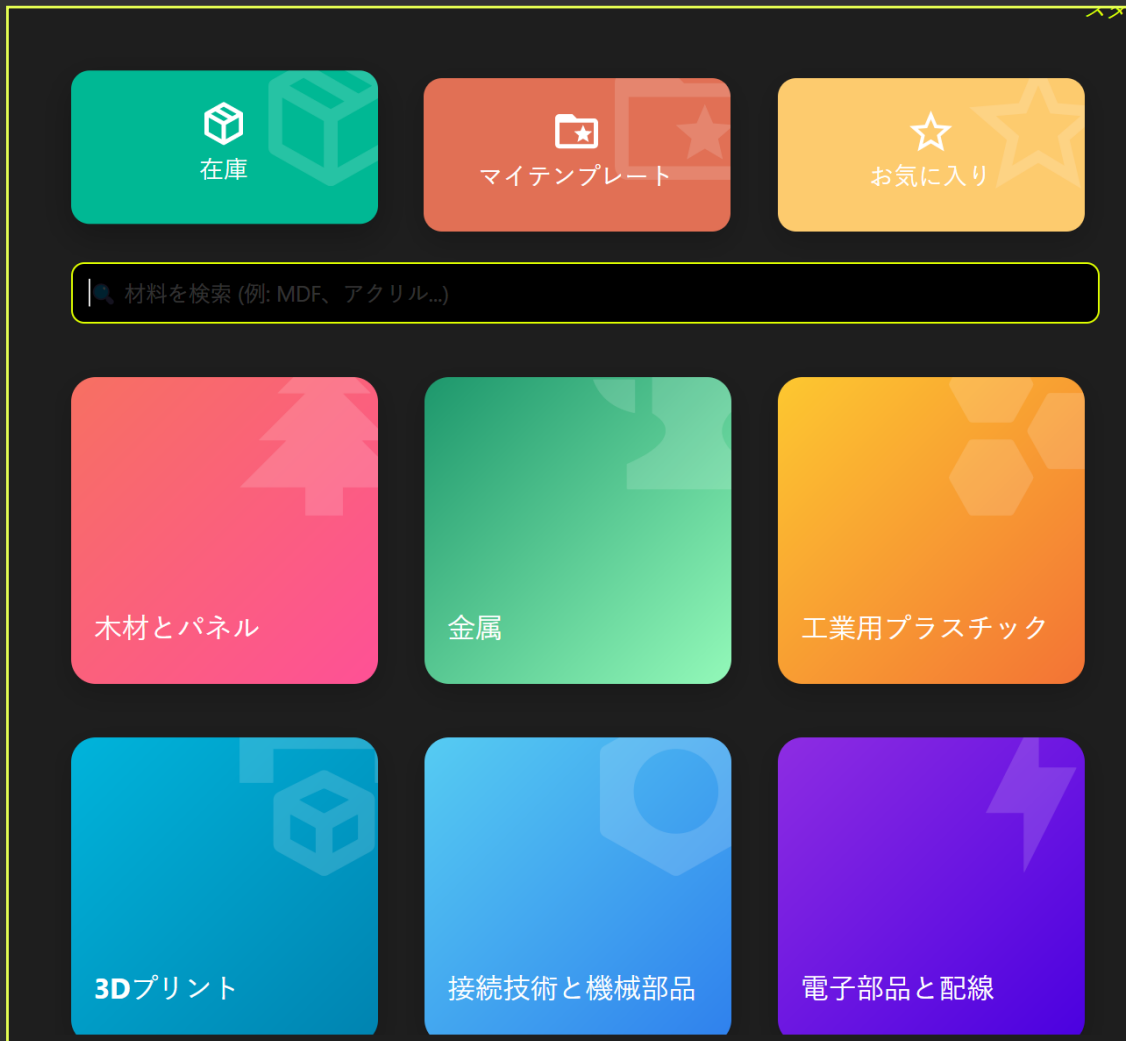 スタ
在庫
マイテンプレート
お気に入り
🔍 材料を検索 (例: MDF、アクリル...)
木材とパネル
金属
工業用プラスチック
3Dプリント
接続技術と機械部品
電子部品と配線